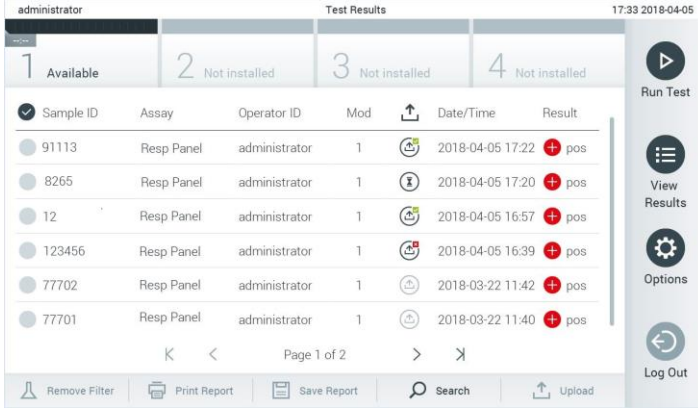 administrator Test Results 17:33 2018-04-05
1 Available 2 Not installed 3 Not installed 4 Not installed
Run Test
Sample ID Assay Operator ID Mod Date/Time Result
91113 Resp Panel administrator 1 2018-04-05 17:22 pos
8265 Resp Panel administrator 1 2018-04-05 17:20 pos
View
Results
12 Resp Panel administrator 1 2018-04-05 16:57 pos
123456 Resp Panel administrator 1 2018-04-05 16:39 pos
77702 Resp Panel administrator 1 2018-03-22 11:42 pos
Options
77701 Resp Panel administrator 1 2018-03-22 11:40 pos
Page 1 of 2
Log Out
Remove Filter Print Report Save Report Search Upload